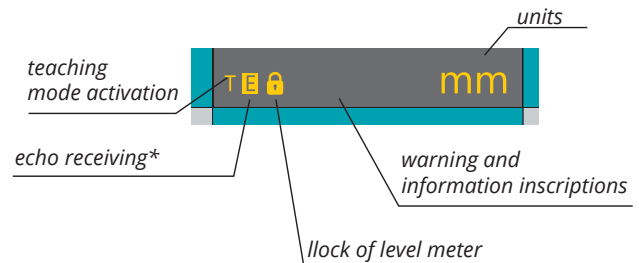 units
teaching
mode activation
T E
mm
echo receiving*
warning and
information inscriptions
llock of level meter